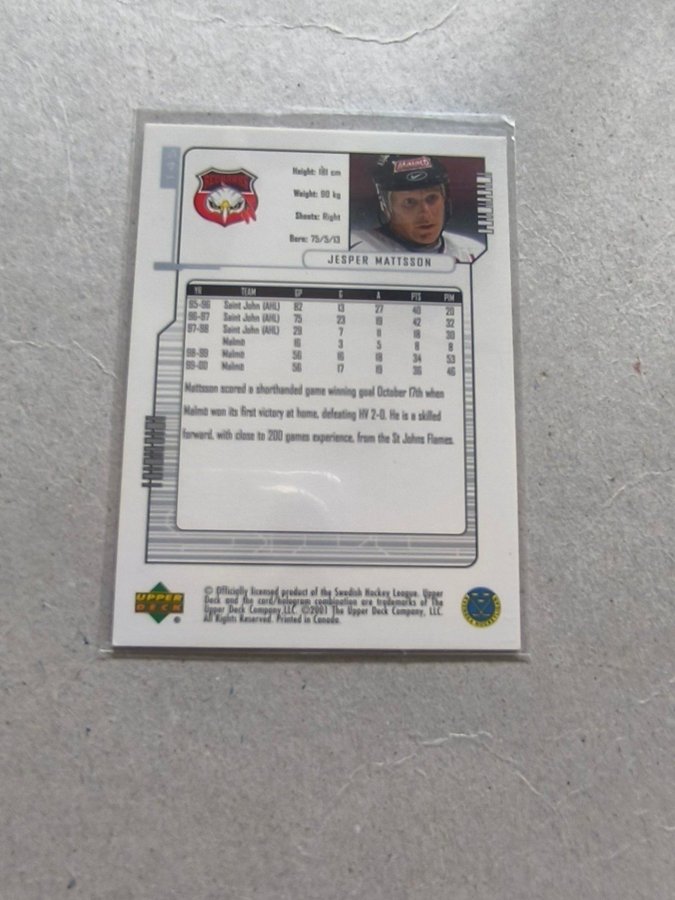 Height: 181 cm
Weight: 90 kg
Shoots: Right
Born: 75/5/13
JESPER MATTSSON
YR TEAM GP G A PTS PIM
95-96 Saint John (AHL) 82 13 27 40 20
96-97 Saint John (AHL) 75 23 19 42 32
97-98 Saint John (AHL) 29 7 11 18 30
Malmö 16 3 5 8 8
98-99 Malmö 56 16 18 34 53
99-00 Malmö 56 17 19 36 46
Mattsson scored a shorthanded game winning goal October 17th when
Malmö won its first victory at home, defeating HV 2-0. He is a skilled
forward, with close to 200 games experience, from the St Johns Flames.
UPPER
DECK
®
© Officially licensed product of the Swedish Hockey League. Upper
Deck and the card/hologram combination are trademarks of The
Upper Deck Company, LLC. ©2001 The Upper Deck Company, LLC.
All Rights Reserved. Printed in Canada.